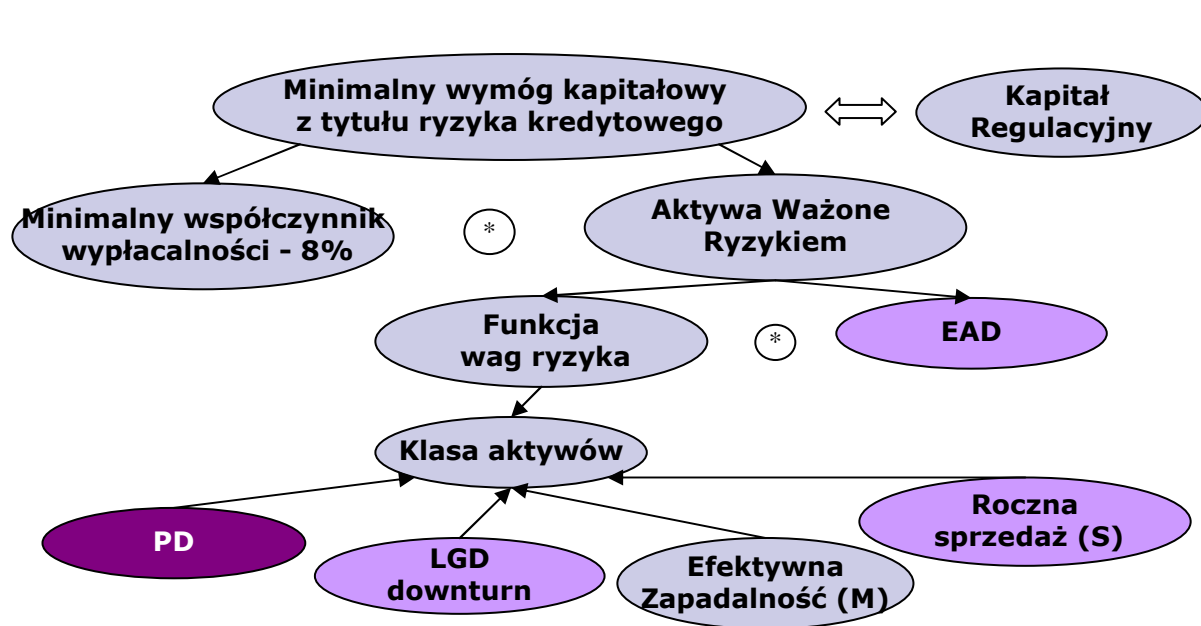 Minimalny wymóg kapitałowy
z tytułu ryzyka kredytowego
Kapitał
Regulacyjny
Minimalny współczynnik
wypłacalności - 8%
*
Aktywa Ważone
Ryzykiem
Funkcja
wag ryzyka
*
EAD
Klasa aktywów
PD
LGD
downturn
Efektywna
Zapadalność (M)
Roczna
sprzedaż (S)